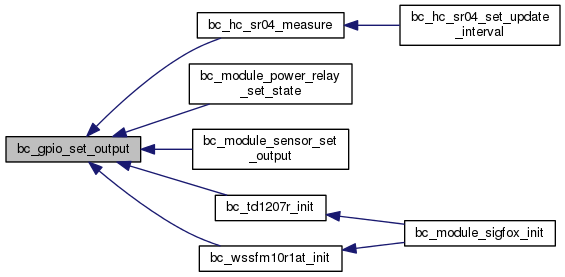 bc_hc_sr04_measure
bc_hc_sr04_set_update
_interval
bc_module_power_relay
_set_state
bc_gpio_set_output
bc_module_sensor_set
_output
bc_td1207r_init
bc_module_sigfox_init
bc_wssfm10r1at_init